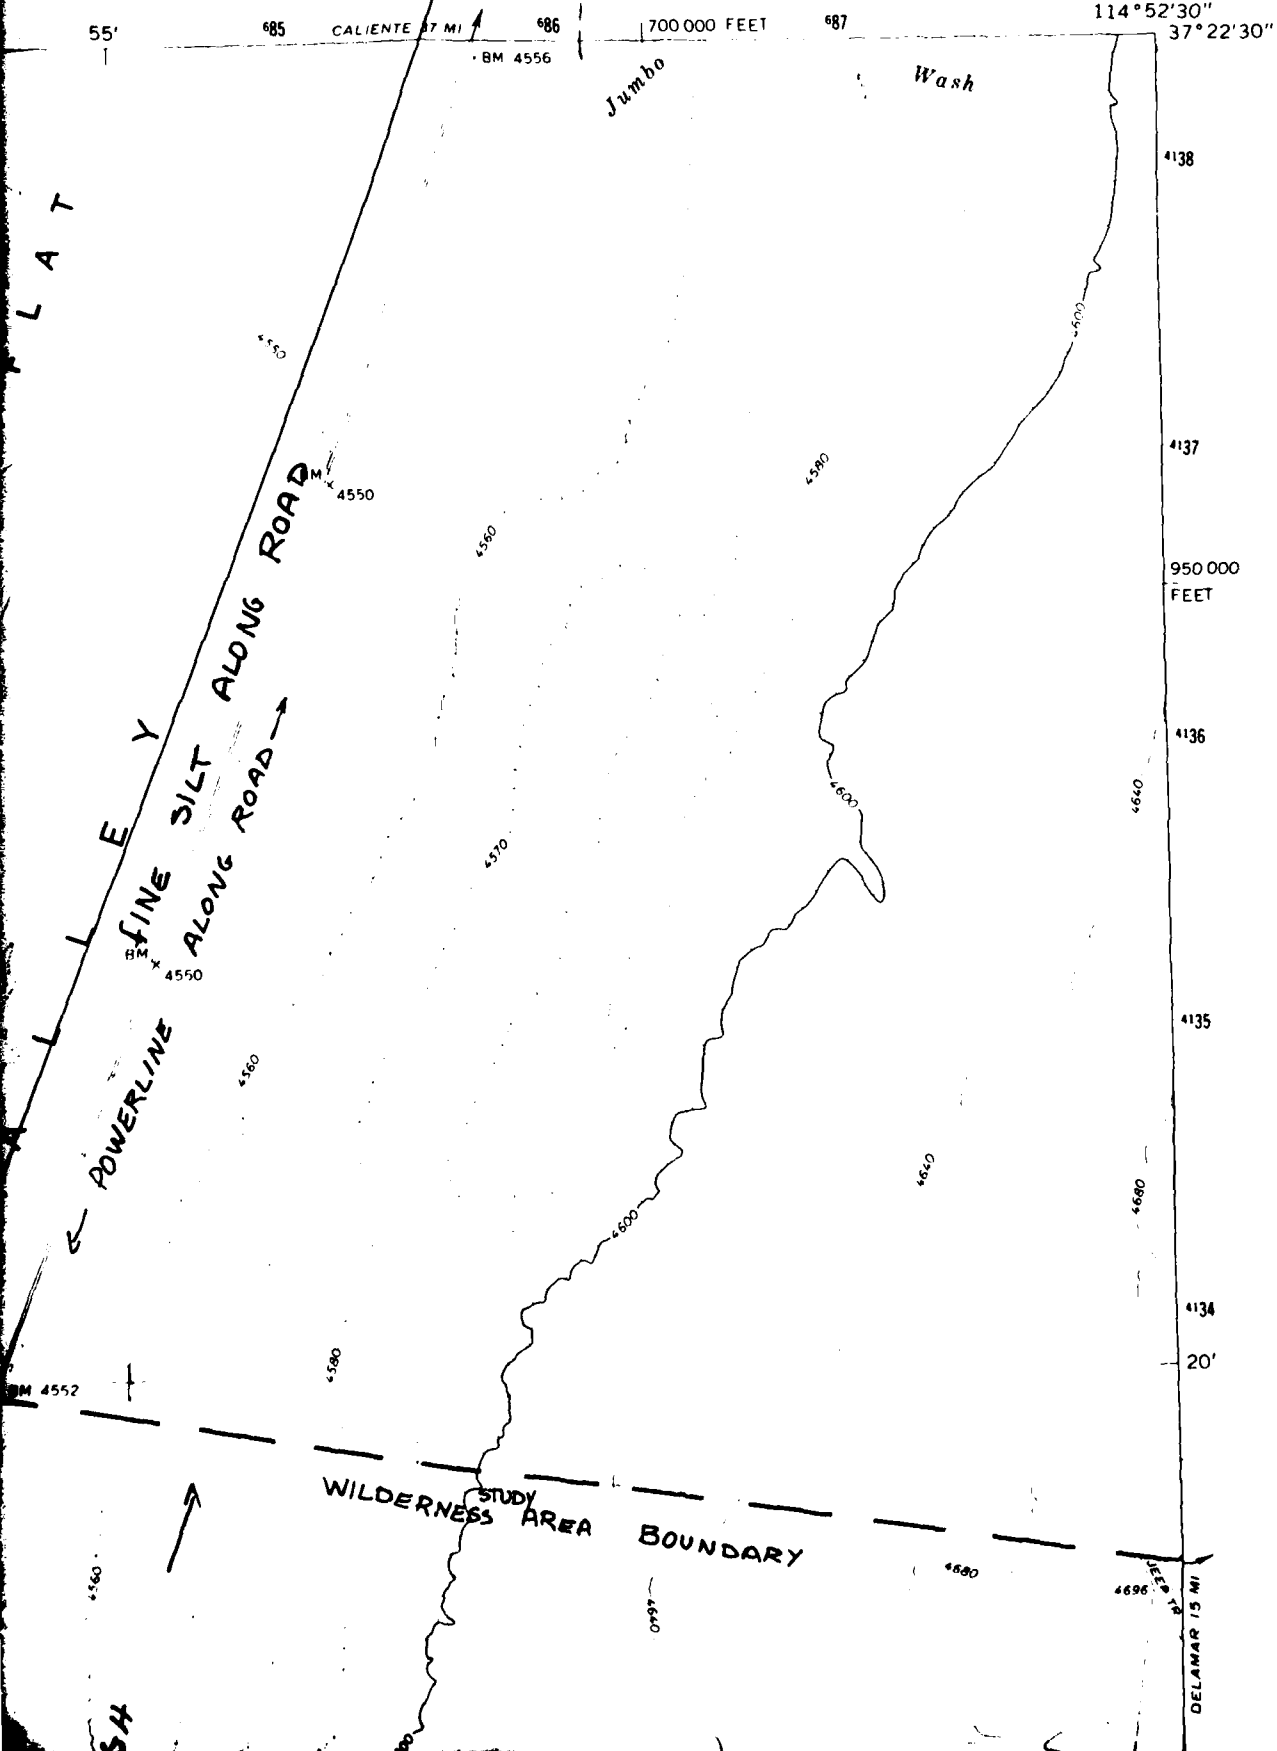 114°52'30"
55'
685
CALIENTE 37 MI
686
700 000 FEET
687
37°22'30"
BM 4556
Jumbo
Wash
4138
FLAT
4600
4550
4137
4580
BM
4550
4560
950 000
FEET
FINE SILT ALONG ROAD
VALLEY
4136
4640
4600
POWERLINE ALONG ROAD
4570
BM
4550
4135
4560
4640
4680
4600
4134
20'
4580
BM 4552
WILDERNESS STUDY AREA BOUNDARY
4560
4680
4696
JEEP TR
4640
DELAMAR 15 MI
SH
00